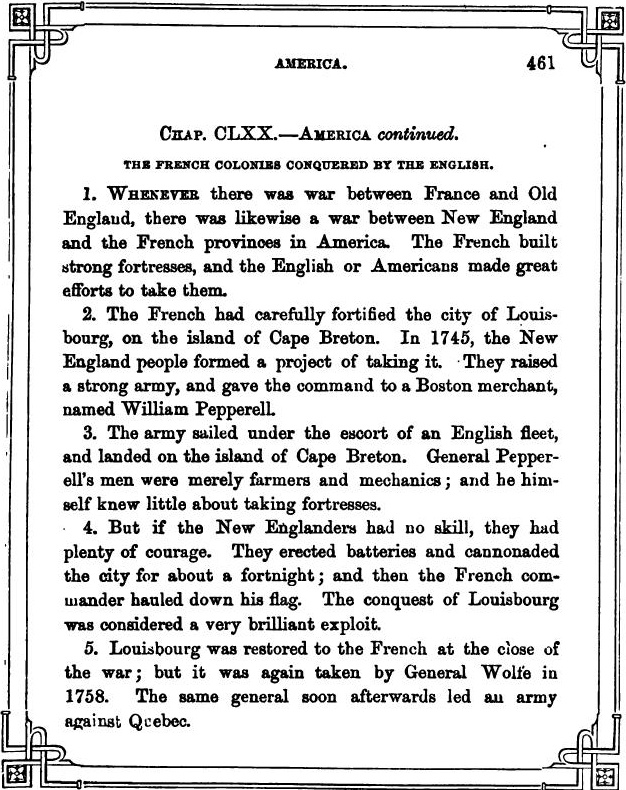 AMERICA. 461
CHAP. CLXX.—AMERICA continued.
THE FRENCH COLONIES CONQUERED BY THE ENGLISH.
1. WHENEVER there was war between France and Old
England, there was likewise a war between New England
and the French provinces in America. The French built
strong fortresses, and the English or Americans made great
efforts to take them.
2. The French had carefully fortified the city of Louis-
bourg, on the island of Cape Breton. In 1745, the New
England people formed a project of taking it. They raised
a strong army, and gave the command to a Boston merchant,
named William Pepperell.
3. The army sailed under the escort of an English fleet,
and landed on the island of Cape Breton. General Pepper-
ell's men were merely farmers and mechanics; and he him-
self knew little about taking fortresses.
4. But if the New Englanders had no skill, they had
plenty of courage. They erected batteries and cannonaded
the city for about a fortnight; and then the French com-
mander hauled down his flag. The conquest of Louisbourg
was considered a very brilliant exploit.
5. Louisbourg was restored to the French at the close of
the war; but it was again taken by General Wolfe in
1758. The same general soon afterwards led an army
against Quebec.